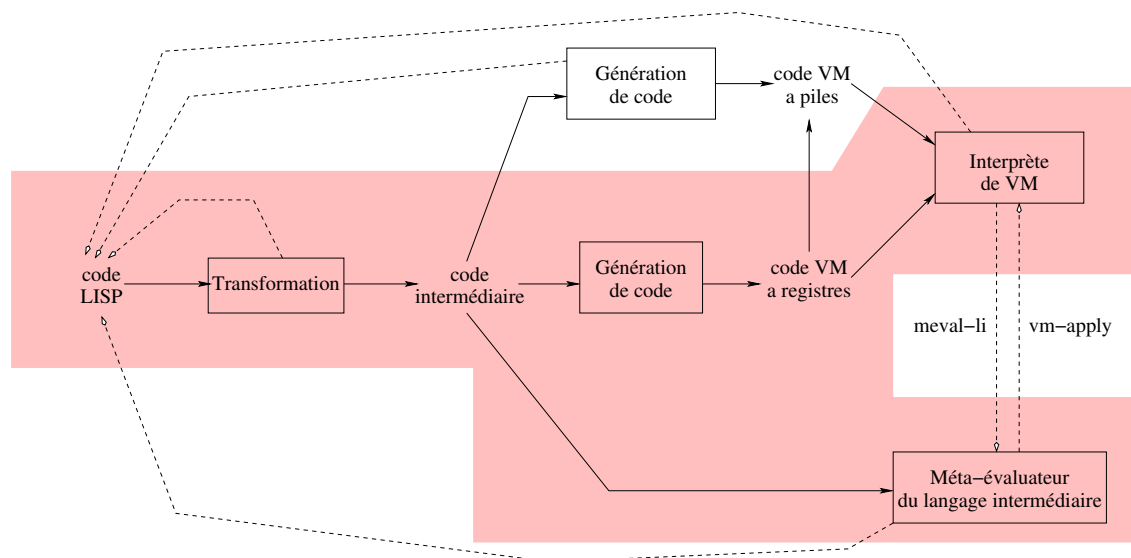 Génération
de code
code VM
a piles
Interprète
de VM
code
LISP
Transformation
code
intermédiaire
Génération
de code
code VM
a registres
meval-li
vm-apply
Méta-évaluateur
du langage intermédiaire